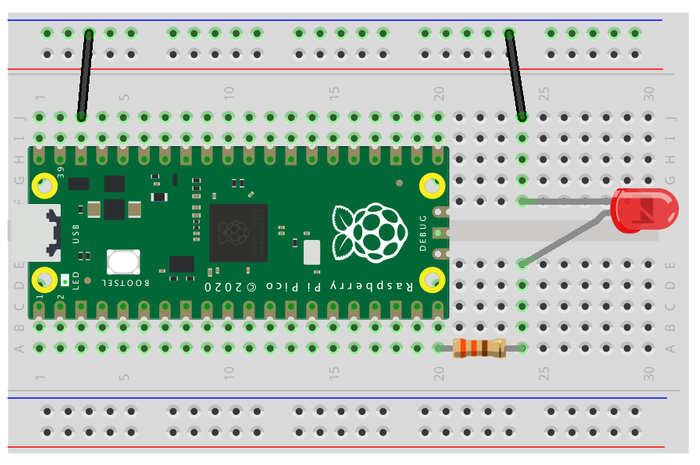 1 5 10 15 20 25 30
J J
I I
H H
G G
F F
39
USB
DEBUG
LED
BOOTSEL
Raspberry Pi Pico © 2020
1 2
E E
D D
C C
B B
A A
1 5 10 15 20 25 30